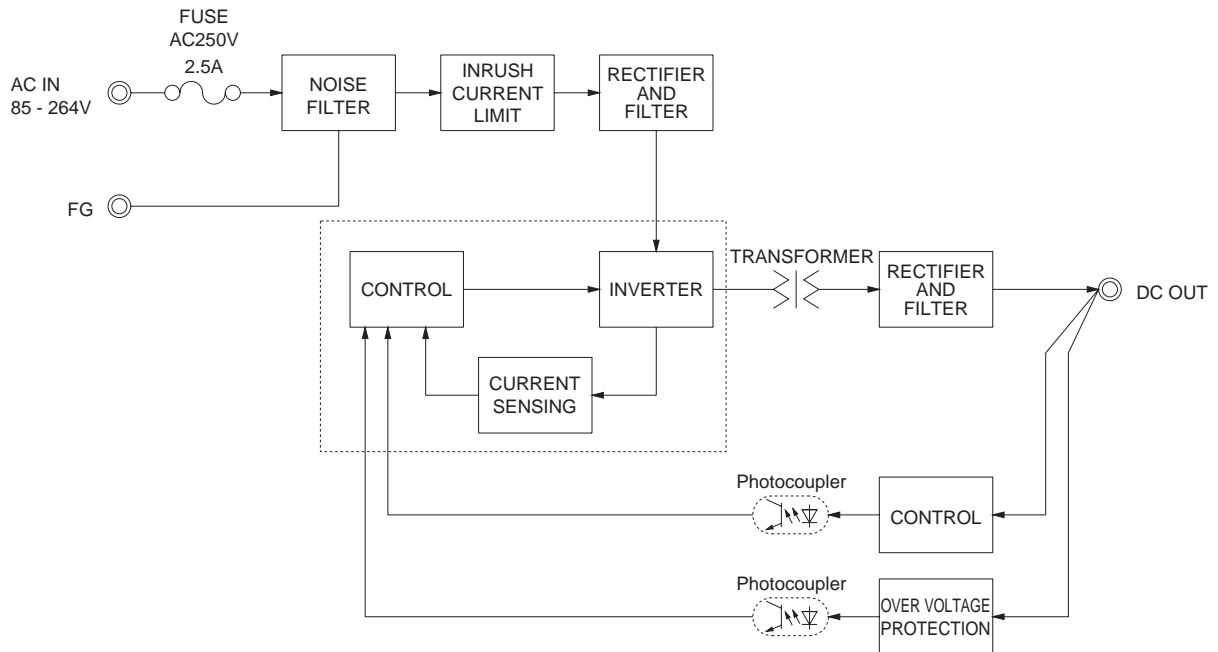 FUSE
AC250V
2.5A
AC IN
85 - 264V
NOISE
FILTER
INRUSH
CURRENT
LIMIT
RECTIFIER
AND
FILTER
FG
CONTROL
INVERTER
TRANSFORMER
RECTIFIER
AND
FILTER
DC OUT
CURRENT
SENSING
Photocoupler
CONTROL
Photocoupler
OVER VOLTAGE
PROTECTION